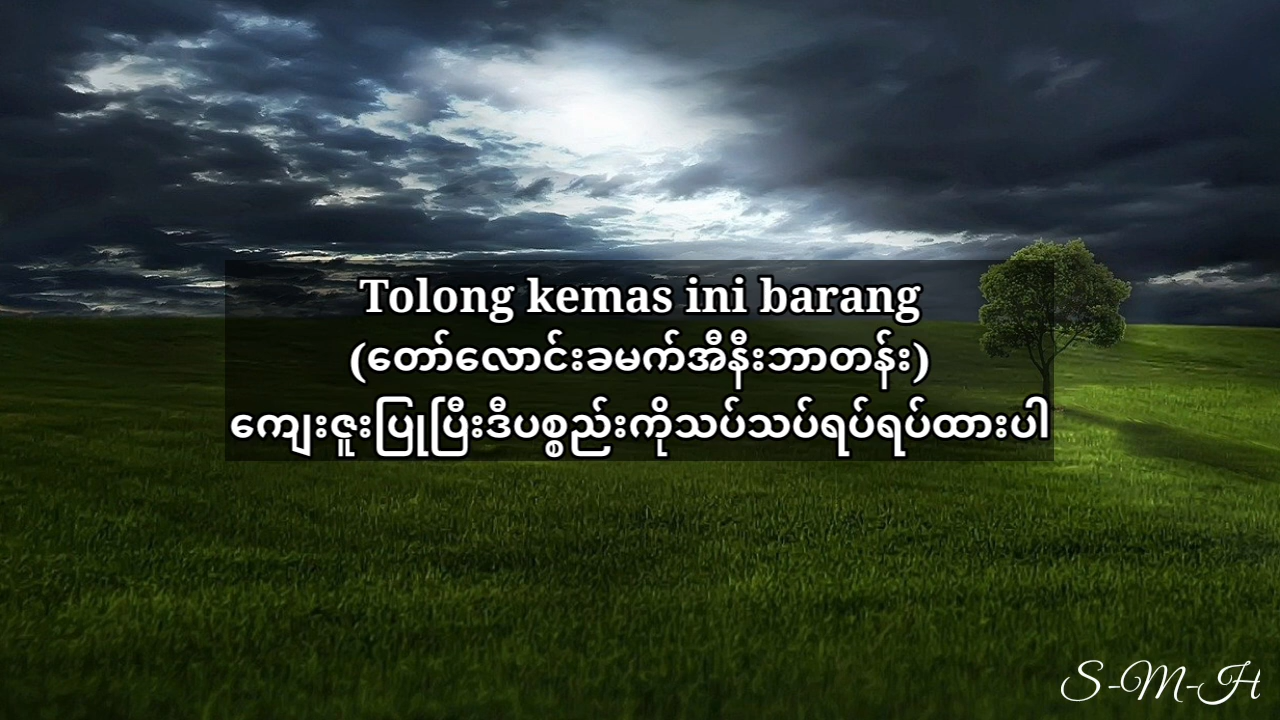 Tolong kemas ini barang
(တော်လောင်းခမက်အီနီးဘာတန်း)
ကျေးဇူးပြုပြီးဒီပစ္စည်းကိုသပ်သပ်ရပ်ရပ်ထားပါ
S-M-H